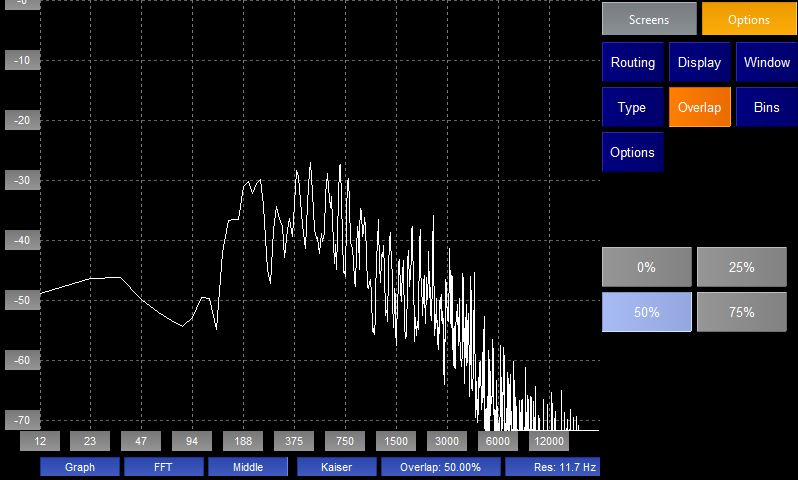 -0
Screens Options
-10
Routing Display Window
Type Overlap Bins
-20
Options
-30
-40
0% 25%
-50
50% 75%
-60
-70
12 23 47 94 188 375 750 1500 3000 6000 12000
Graph FFT Middle Kaiser Overlap: 50.00% Res: 11.7 Hz